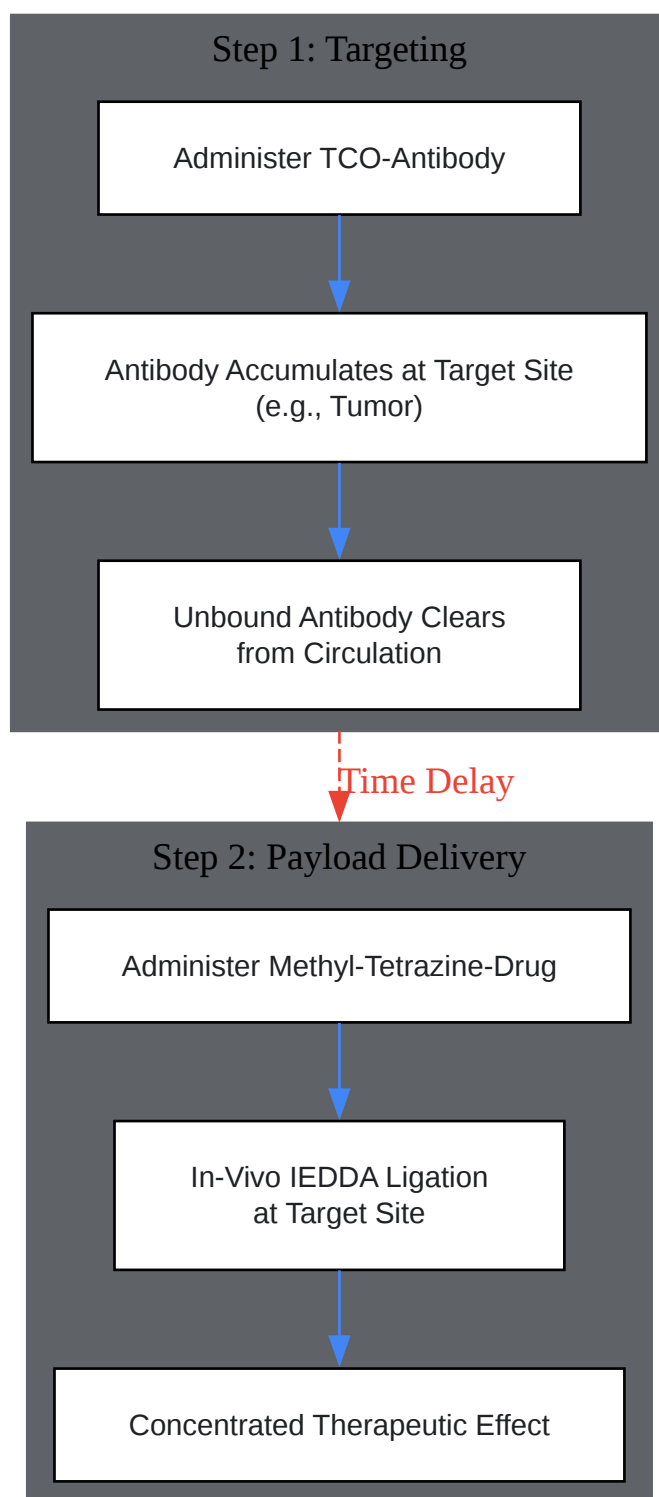 Step 1: Targeting
Administer TCO-Antibody
Antibody Accumulates at Target Site
(e.g., Tumor)
Unbound Antibody Clears
from Circulation
Time Delay
Step 2: Payload Delivery
Administer Methyl-Tetrazine-Drug
In-Vivo IEDDA Ligation
at Target Site
Concentrated Therapeutic Effect